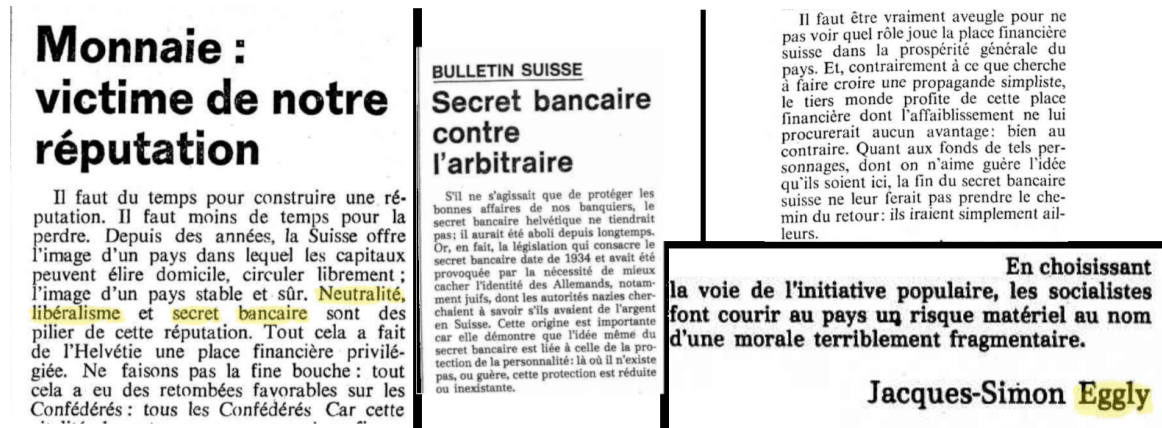 Monnaie :
victime de notre
réputation
Il faut du temps pour construire une ré-
putation. Il faut moins de temps pour la
perdre. Depuis des années, la Suisse offre
l'image d'un pays dans lequel les capitaux
peuvent élire domicile, circuler librement ;
l'image d'un pays stable et sûr. Neutralité,
libéralisme et secret bancaire sont des
pilier de cette réputation. Tout cela a fait
de l'Helvétie une place financière privilé-
giée. Ne faisons pas la fine bouche : tout
cela a eu des retombées favorables sur les
Confédérés : tous les Confédérés Car cette
BULLETIN SUISSE
Secret bancaire
contre
l'arbitraire
S'il ne s'agissait que de protéger les
bonnes affaires de nos banquiers, le
secret bancaire helvétique ne tiendrait
pas; il aurait été aboli depuis longtemps.
Or, en fait, la législation qui consacre le
secret bancaire date de 1934 et avait été
provoquée par la nécessité de mieux
cacher l'identité des Allemands, notam-
ment juifs, dont les autorités nazies cher-
chaient à savoir s'ils avaient de l'argent
en Suisse. Cette origine est importante
car elle démontre que l'idée même du
secret bancaire est liée à celle de la pro-
tection de la personnalité: là où il n'existe
pas, ou guère, cette protection est réduite
ou inexistante.
Il faut être vraiment aveugle pour ne
pas voir quel rôle joue la place financière
suisse dans la prospérité générale du
pays. Et, contrairement à ce que cherche
à faire croire une propagande simpliste,
le tiers monde profite de cette place
financière dont l'affaiblissement ne lui
procurerait aucun avantage: bien au
contraire. Quant aux fonds de tels per-
sonnages, dont on n'aime guère l'idée
qu'ils soient ici, la fin du secret bancaire
suisse ne leur ferait pas prendre le che-
min du retour: ils iraient simplement ail-
leurs.
En choisissant
la voie de l'initiative populaire, les socialistes
font courir au pays un risque matériel au nom
d'une morale terriblement fragmentaire.
Jacques-Simon Eggly